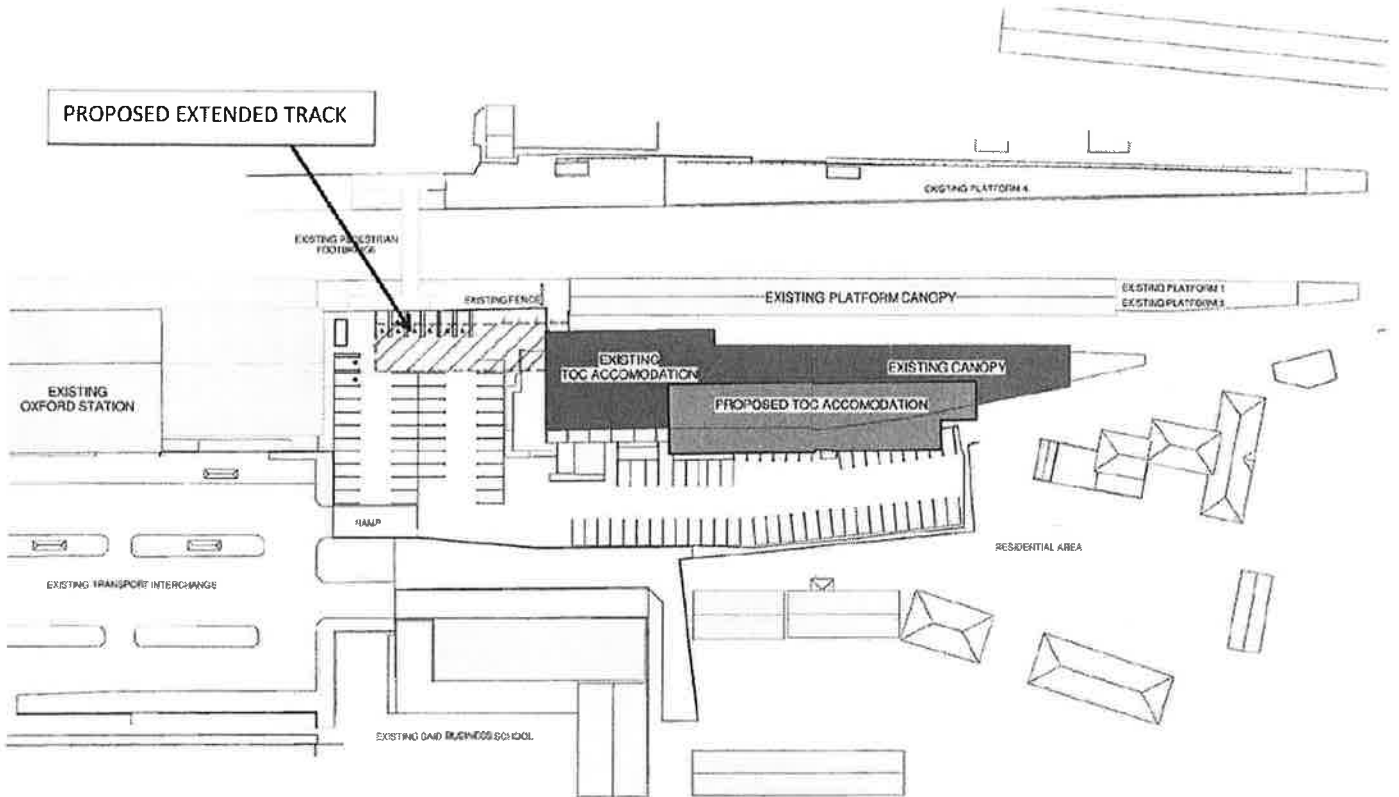 PROPOSED EXTENDED TRACK
EXISTING PLATFORM 4
EXISTING PEDESTRIAN
FOOTBRIDGE
EXISTING FENCE
EXISTING PLATFORM CANOPY
EXISTING PLATFORM 1
EXISTING PLATFORM
EXISTING
TOC ACCOMODATION
EXISTING CANOPY
EXISTING
OXFORD STATION
PROPOSED TOC ACCOMODATION
RAMP
RESIDENTIAL AREA
EXISTING TRANSPORT INTERCHANGE
EXISTING SAID BUSINESS SCHOOL